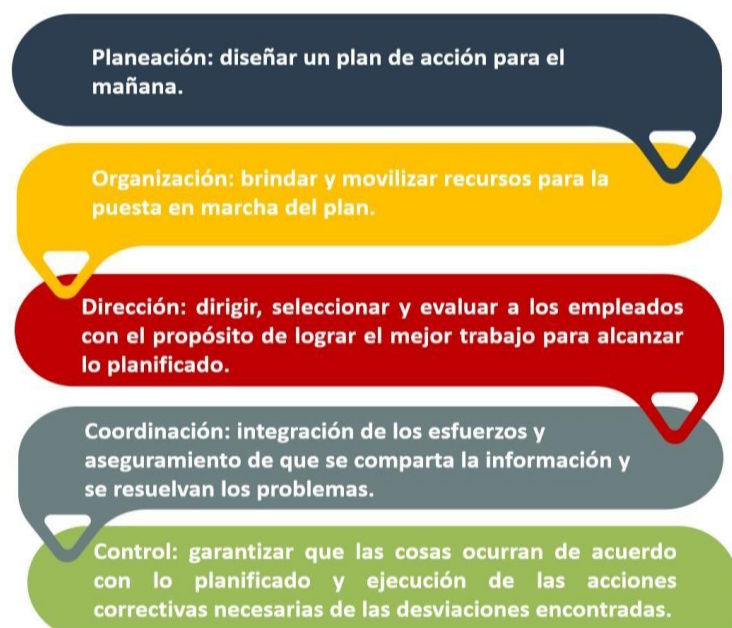 Planeación: diseñar un plan de acción para el
mañana.
Organización: brindar y movilizar recursos para la
puesta en marcha del plan.
Dirección: dirigir, seleccionar y evaluar a los empleados
con el propósito de lograr el mejor trabajo para alcanzar
lo planificado.
Coordinación: integración de los esfuerzos y
aseguramiento de que se comparta la información y
se resuelvan los problemas.
Control: garantizar que las cosas ocurran de acuerdo
con lo planificado y ejecución de las acciones
correctivas necesarias de las desviaciones encontradas.